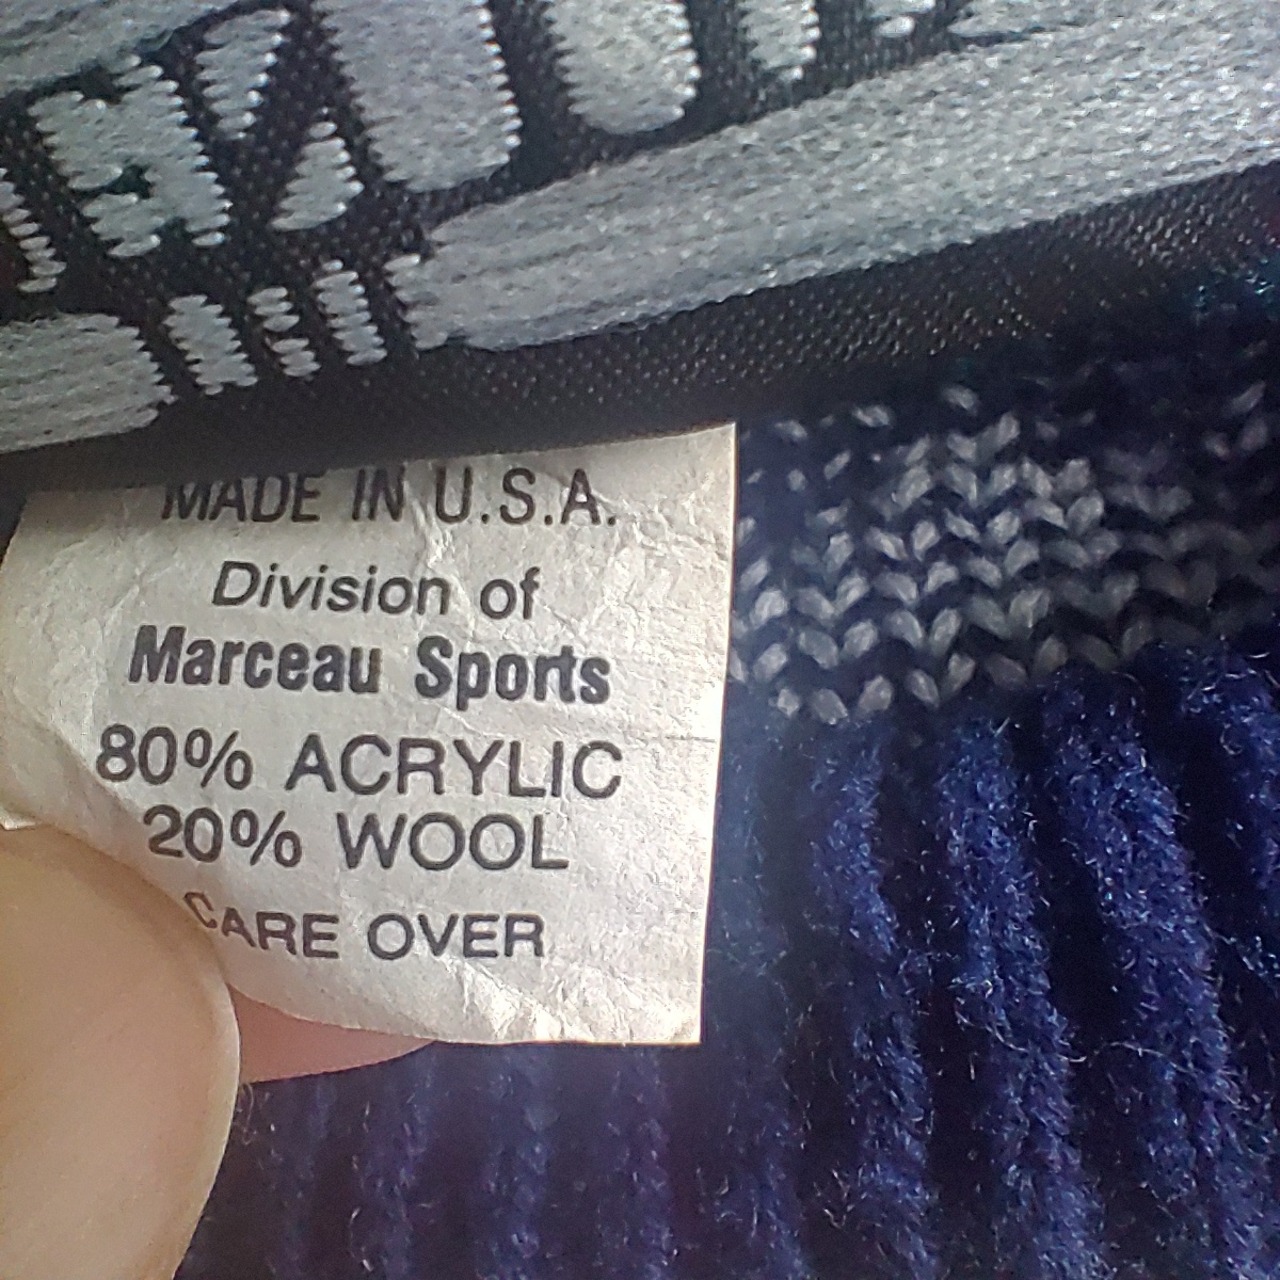 MADE IN U.S.A.
Division of
Marceau Sports
80% ACRYLIC
20% WOOL
CARE OVER